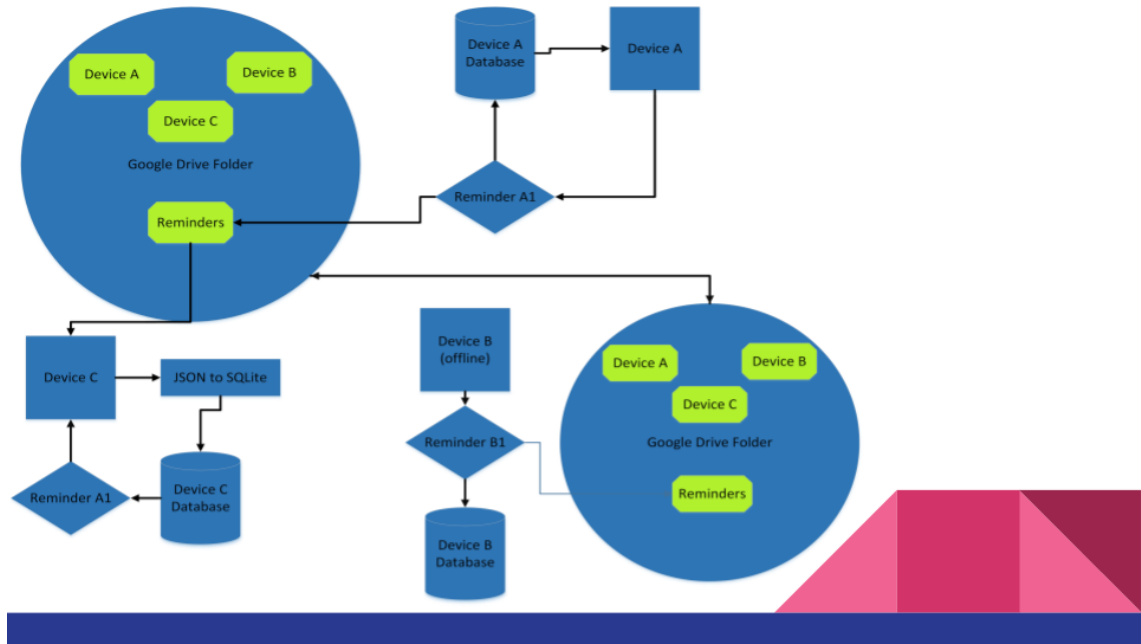 Device A
Device B
Device C
Google Drive Folder
Reminders
Device A
Database
Device A
Reminder A1
Device C
JSON to SQLite
Reminder A1
Device C
Database
Device B
(offline)
Reminder B1
Device B
Database
Device A
Device B
Device C
Google Drive Folder
Reminders